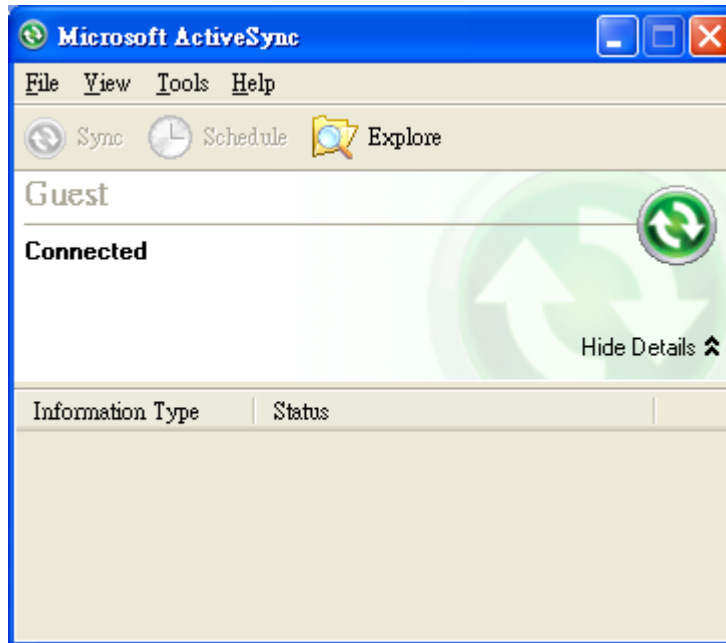 Microsoft ActiveSync
File View Tools Help
Sync Schedule Explore
Guest
Connected
Hide Details
Information Type Status